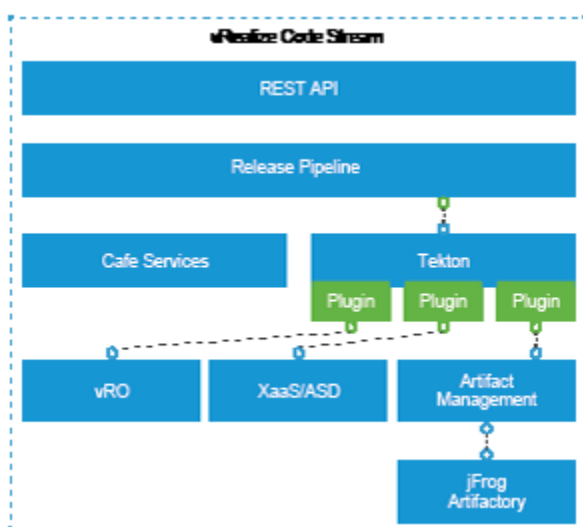 vRealize Code Stream
REST API
Release Pipeline
Cafe Services
Tekton
Plugin
Plugin
Plugin
vRO
XaaS/ASD
Artifact
Management
jFrog
Artifactory